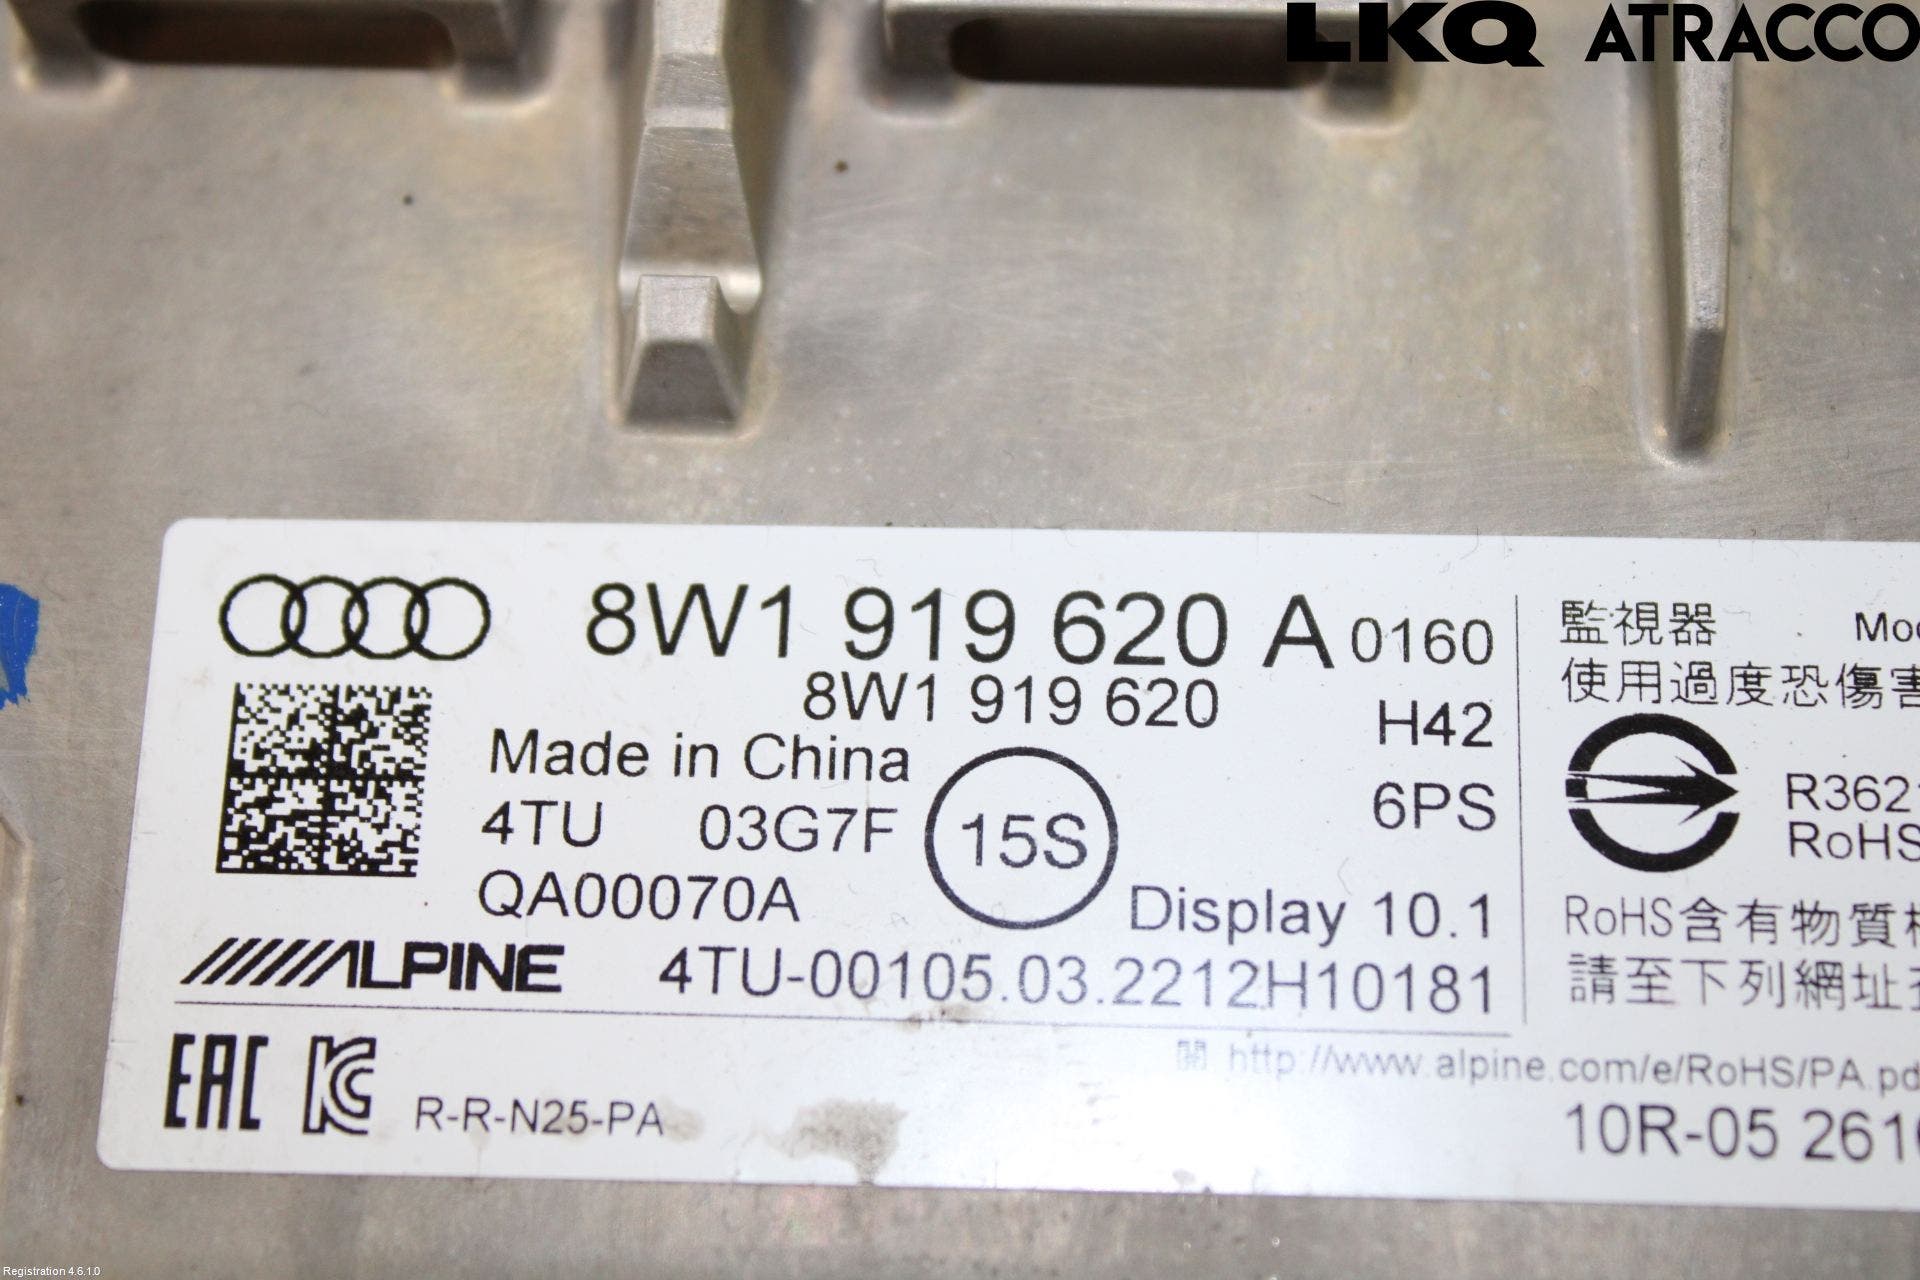 LKQ ATRACCO
8W1 919 620 A 0160
8W1 919 620
H42
Made in China
6PS
4TU 03G7F
15S
QA00070A
Display 10.1
ALPINE 4TU-00105.03.2212H10181
EAC KC R-R-N25-PA
監視器
使用過度恐傷害
RoHS
RoHS含有物質
請至下列網址
http://www.alpine.com/e/RoHS/PA.pd
10R-05
Registration 4.6.1.0